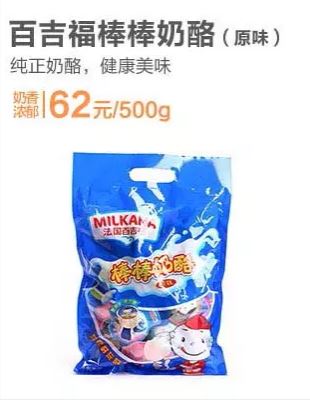 百吉福棒棒奶酪（原味）
纯正奶酪，健康美味
奶香
浓郁
62元/500g
MILKANA
法国百吉福
棒棒奶酪